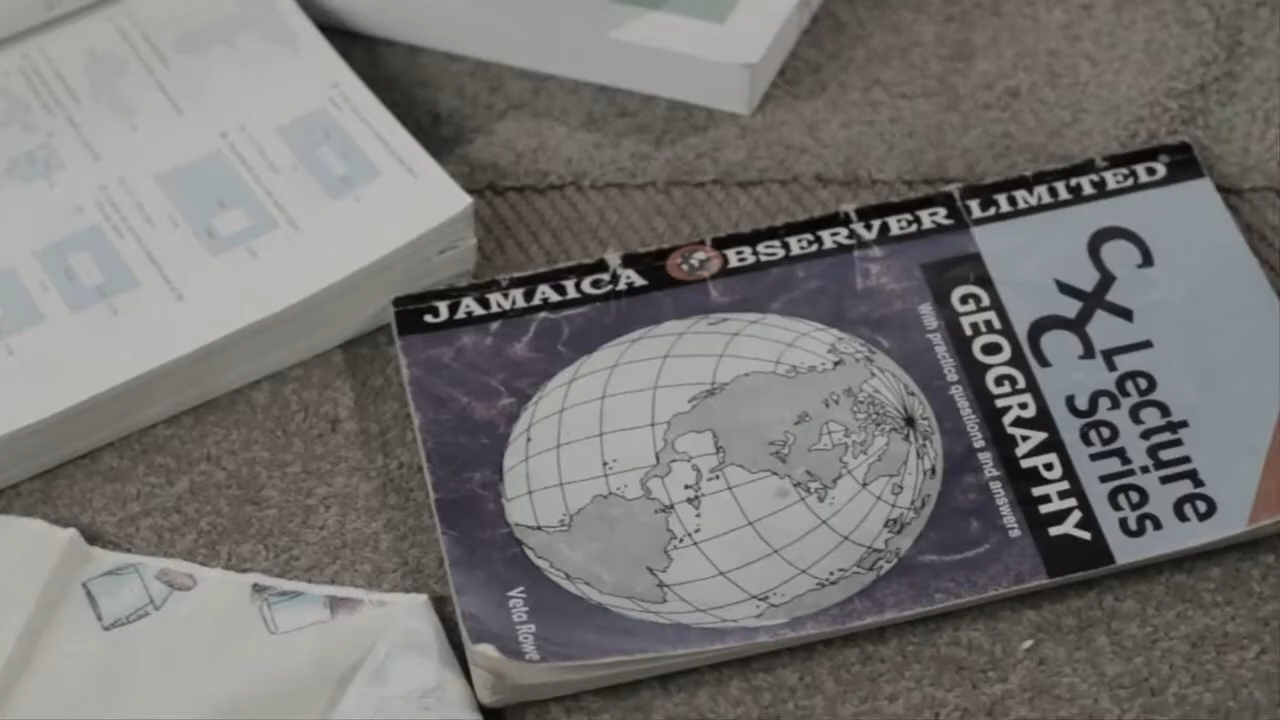 JAMAICA OBSERVER LIMITED
CXC
Lecture
Series
GEOGRAPHY
With practice questions and answers
Veta Rowe